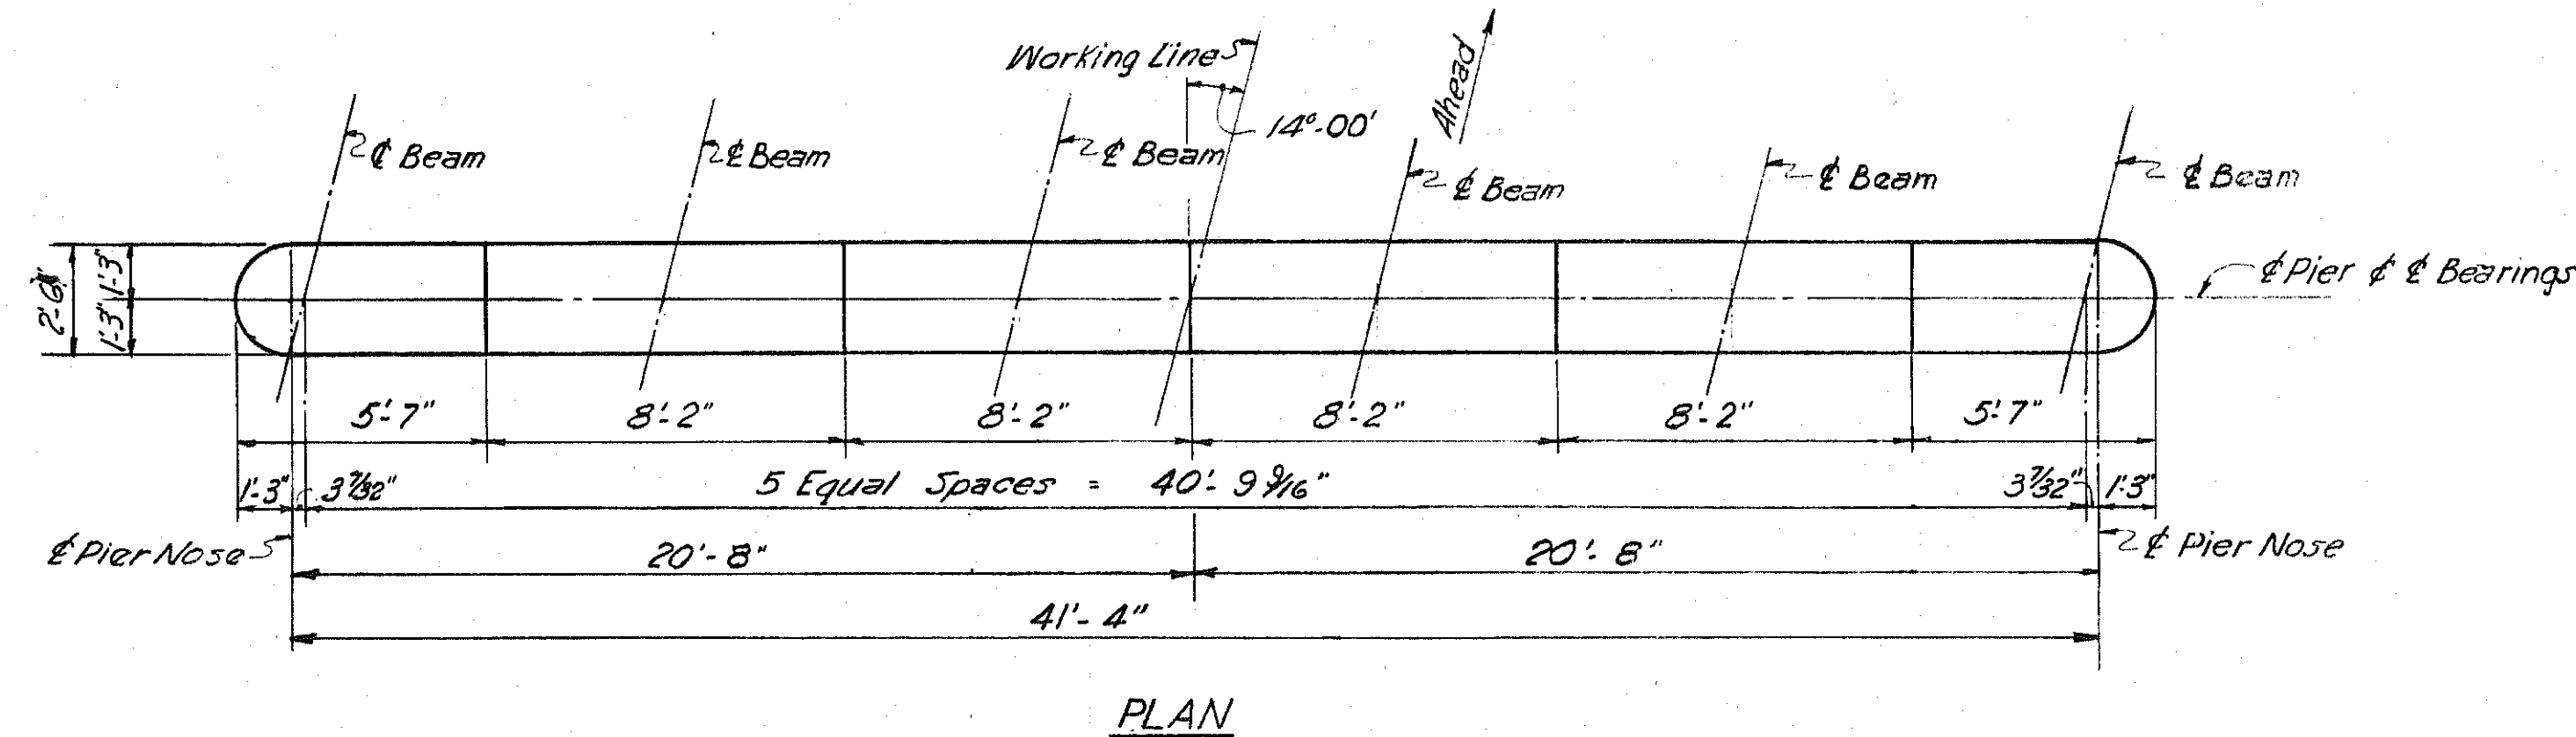 Working Line
Ahead
14°-00'
℄ Beam
℄ Beam
℄ Beam
℄ Beam
℄ Beam
℄ Beam
℄ Pier & ℄ Bearings
2'-6"
1'-3"
1'-3"
5'-7"
8'-2"
8'-2"
8'-2"
8'-2"
5'-7"
1'-3"
3 7/32"
5 Equal Spaces = 40'-9 9/16"
3 7/32"
1'-3"
℄ Pier Nose
20'-8"
20'-8"
℄ Pier Nose
41'-4"
PLAN